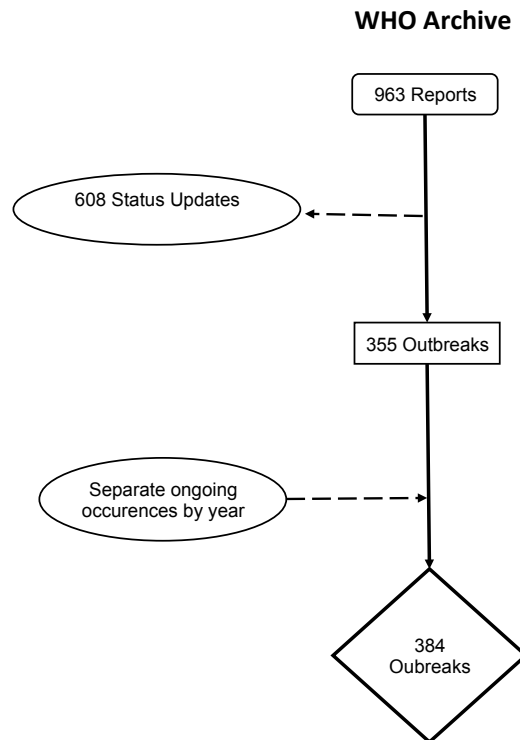 WHO Archive
963 Reports
608 Status Updates
355 Outbreaks
Separate ongoing
occurences by year
384
Oubreaks